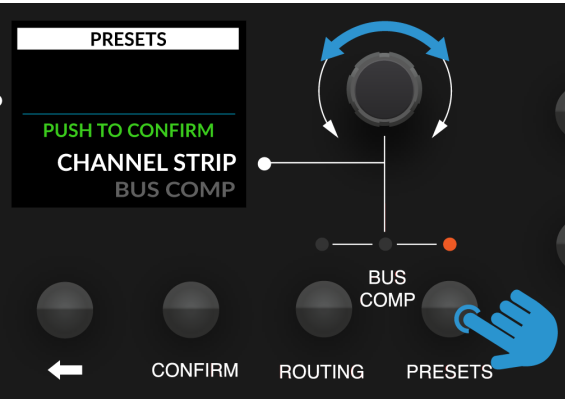 PRESETS
PUSH TO CONFIRM
CHANNEL STRIP
BUS COMP
BUS
COMP
CONFIRM
ROUTING
PRESETS